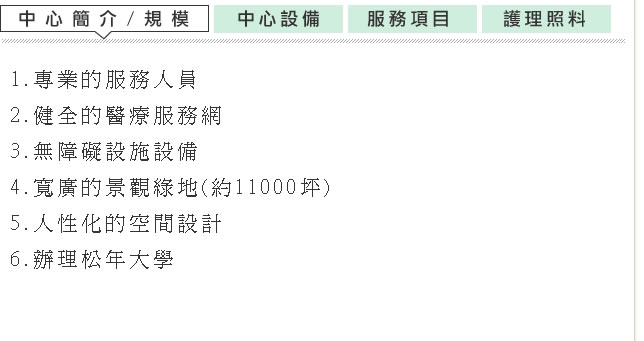 中心簡介/規模 中心設備 服務項目 護理照料
1.專業的服務人員
2.健全的醫療服務網
3.無障礙設施設備
4.寬廣的景觀綠地(約11000坪)
5.人性化的空間設計
6.辦理松年大學